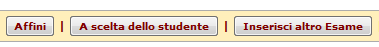 Affini | A scelta dello studente | Inserisci altro Esame